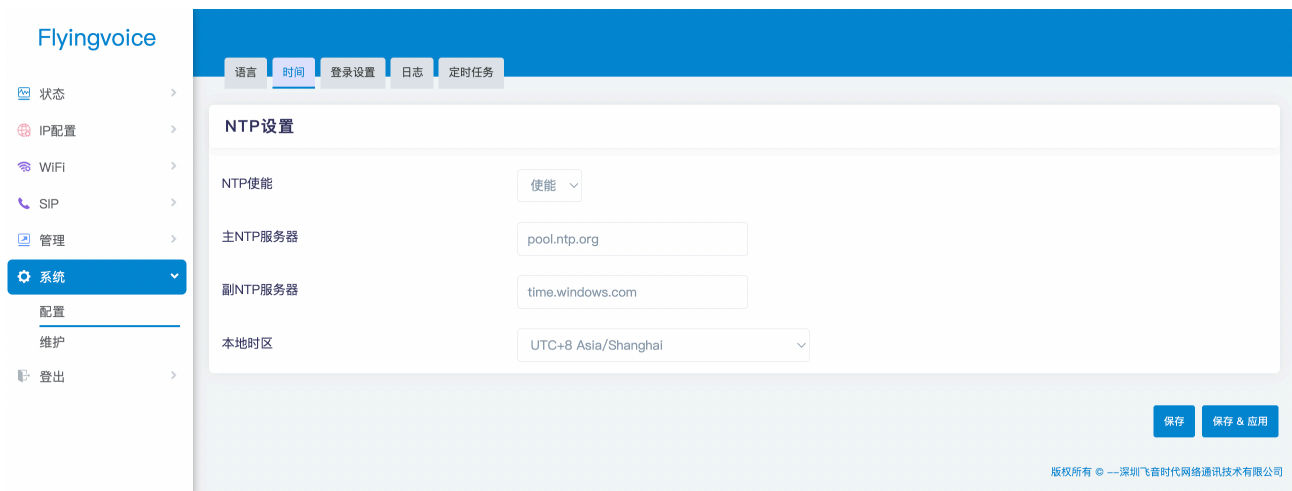 Flyingvoice
语言 时间 登录设置 日志 定时任务
状态
IP配置
WiFi
SIP
管理
系统
配置
维护
登出
NTP设置
NTP使能 使能
主NTP服务器 pool.ntp.org
副NTP服务器 time.windows.com
本地时区 UTC+8 Asia/Shanghai
保存 保存 & 应用
版权所有 © --深圳飞音时代网络通讯技术有限公司